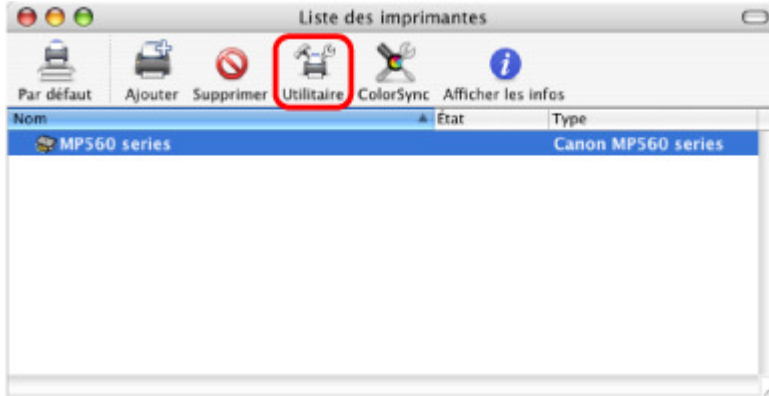 Liste des imprimantes
Par défaut Ajouter Supprimer Utilitaire ColorSync Afficher les infos
Nom État Type
MP560 series Canon MP560 series